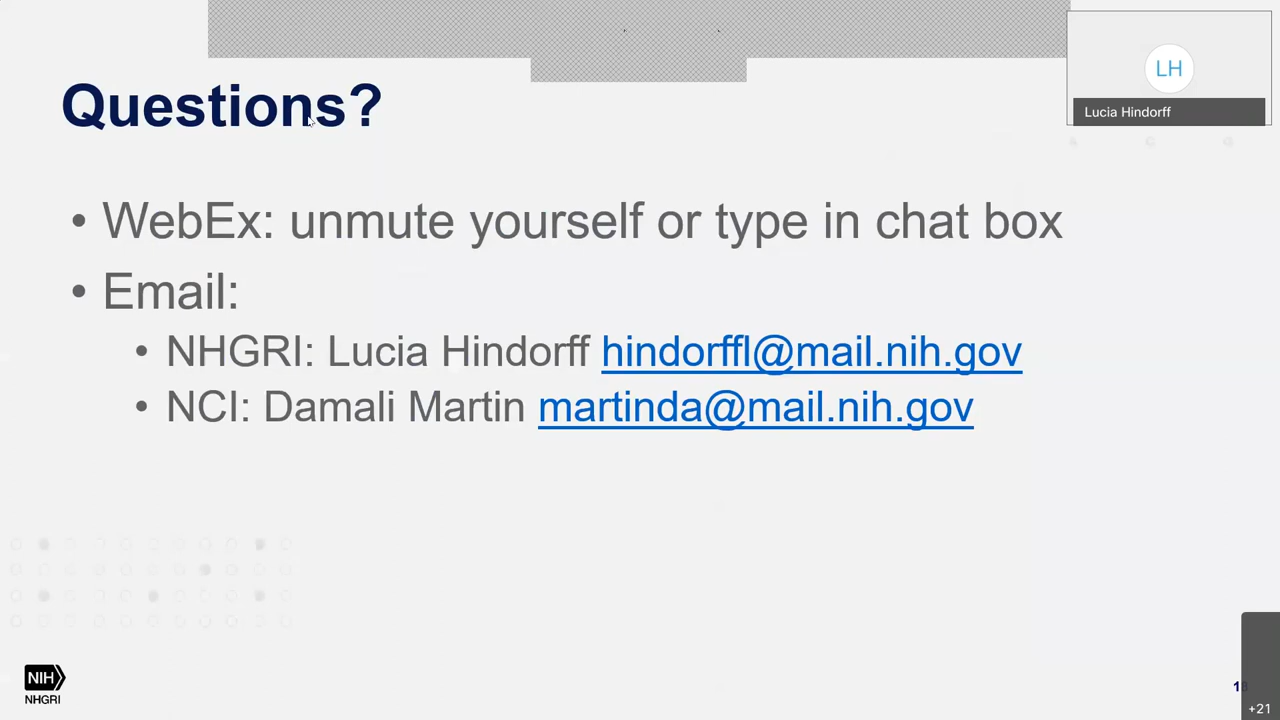 LH
Lucia Hindorff
Questions?
• WebEx: unmute yourself or type in chat box
• Email:
• NHGRI: Lucia Hindorff hindorffl@mail.nih.gov
• NCI: Damali Martin martinda@mail.nih.gov
NIH
NHGRI
+21